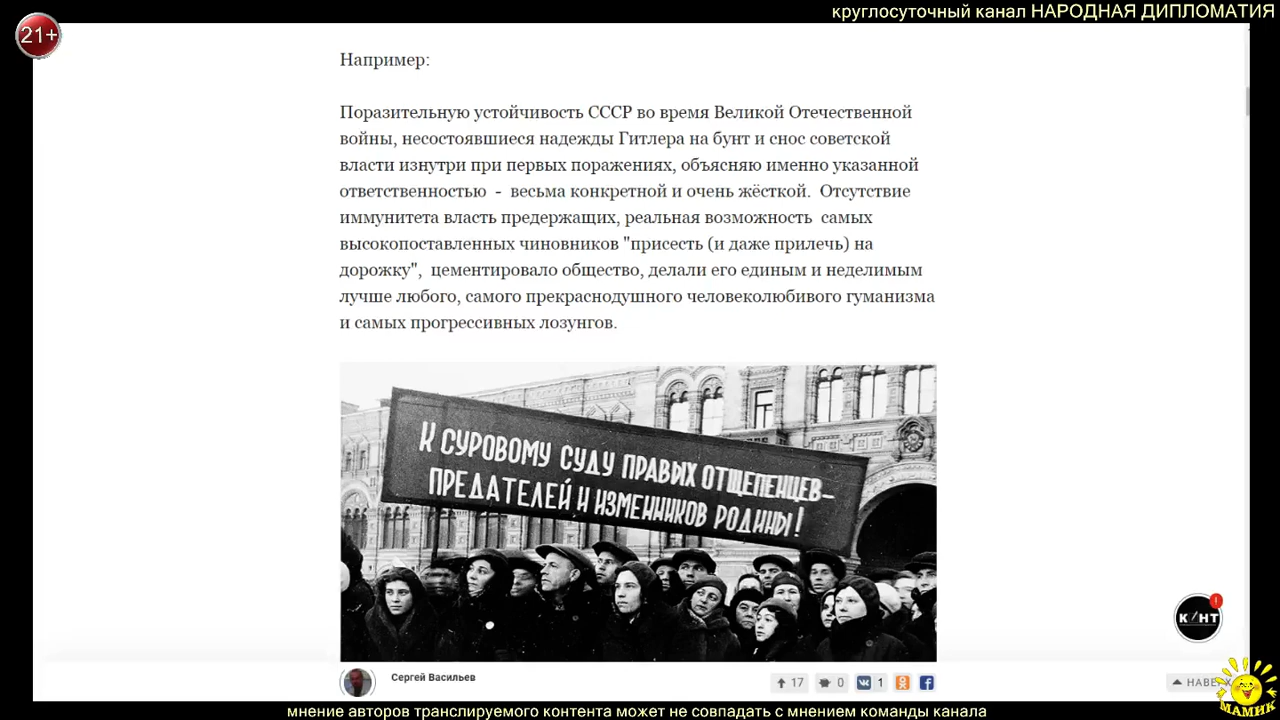 круглосуточный канал НАРОДНАЯ ДИПЛОМАТИЯ
21+
Например:
Поразительную устойчивость СССР во время Великой Отечественной
войны, несостоявшиеся надежды Гитлера на бунт и снос советской
власти изнутри при первых поражениях, объясняю именно указанной
ответственностью - весьма конкретной и очень жёсткой. Отсутствие
иммунитета власть предержащих, реальная возможность самых
высокопоставленных чиновников "присесть (и даже прилечь) на
дорожку", цементировало общество, делали его единым и неделимым
лучше любого, самого прекраснодушного человеколюбивого гуманизма
и самых прогрессивных лозунгов.
К СУРОВОМУ СУДУ ПРАВЫХ ОТЩЕПЕНЦЕВ-
ПРЕДАТЕЛЕЙ И ИЗМЕННИКОВ РОДИНЫ!
К/НТ
!
Сергей Васильев
17
0
1
МАМИК
мнение авторов транслируемого контента может не совпадать с мнением команды канала